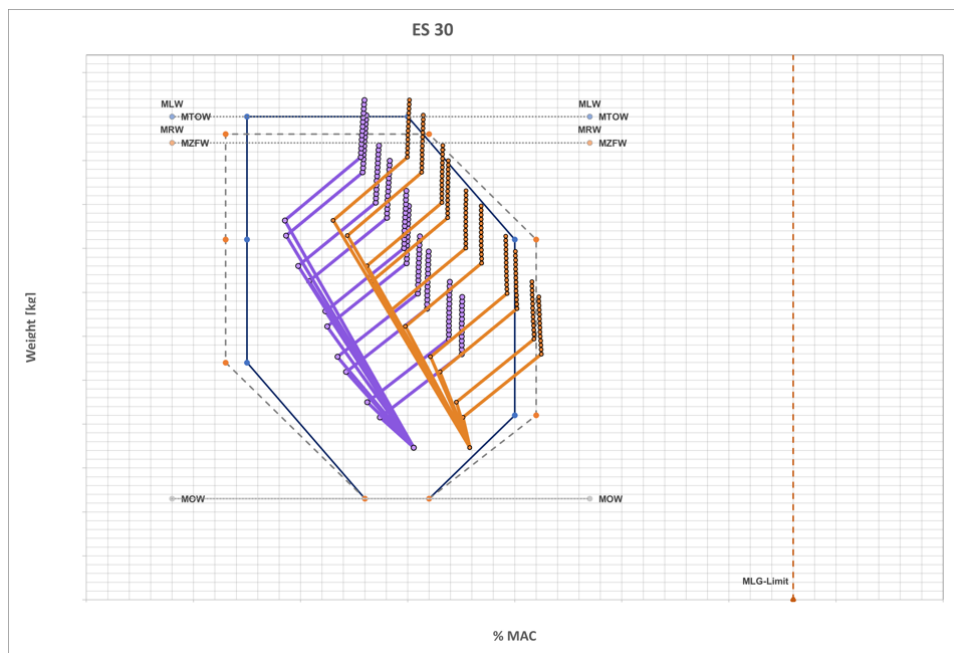 ES 30
MLW
MTOW
MRW
MZFW
MLW
MTOW
MRW
MZFW
Weight [kg]
MOW
MOW
MLG-Limit
% MAC